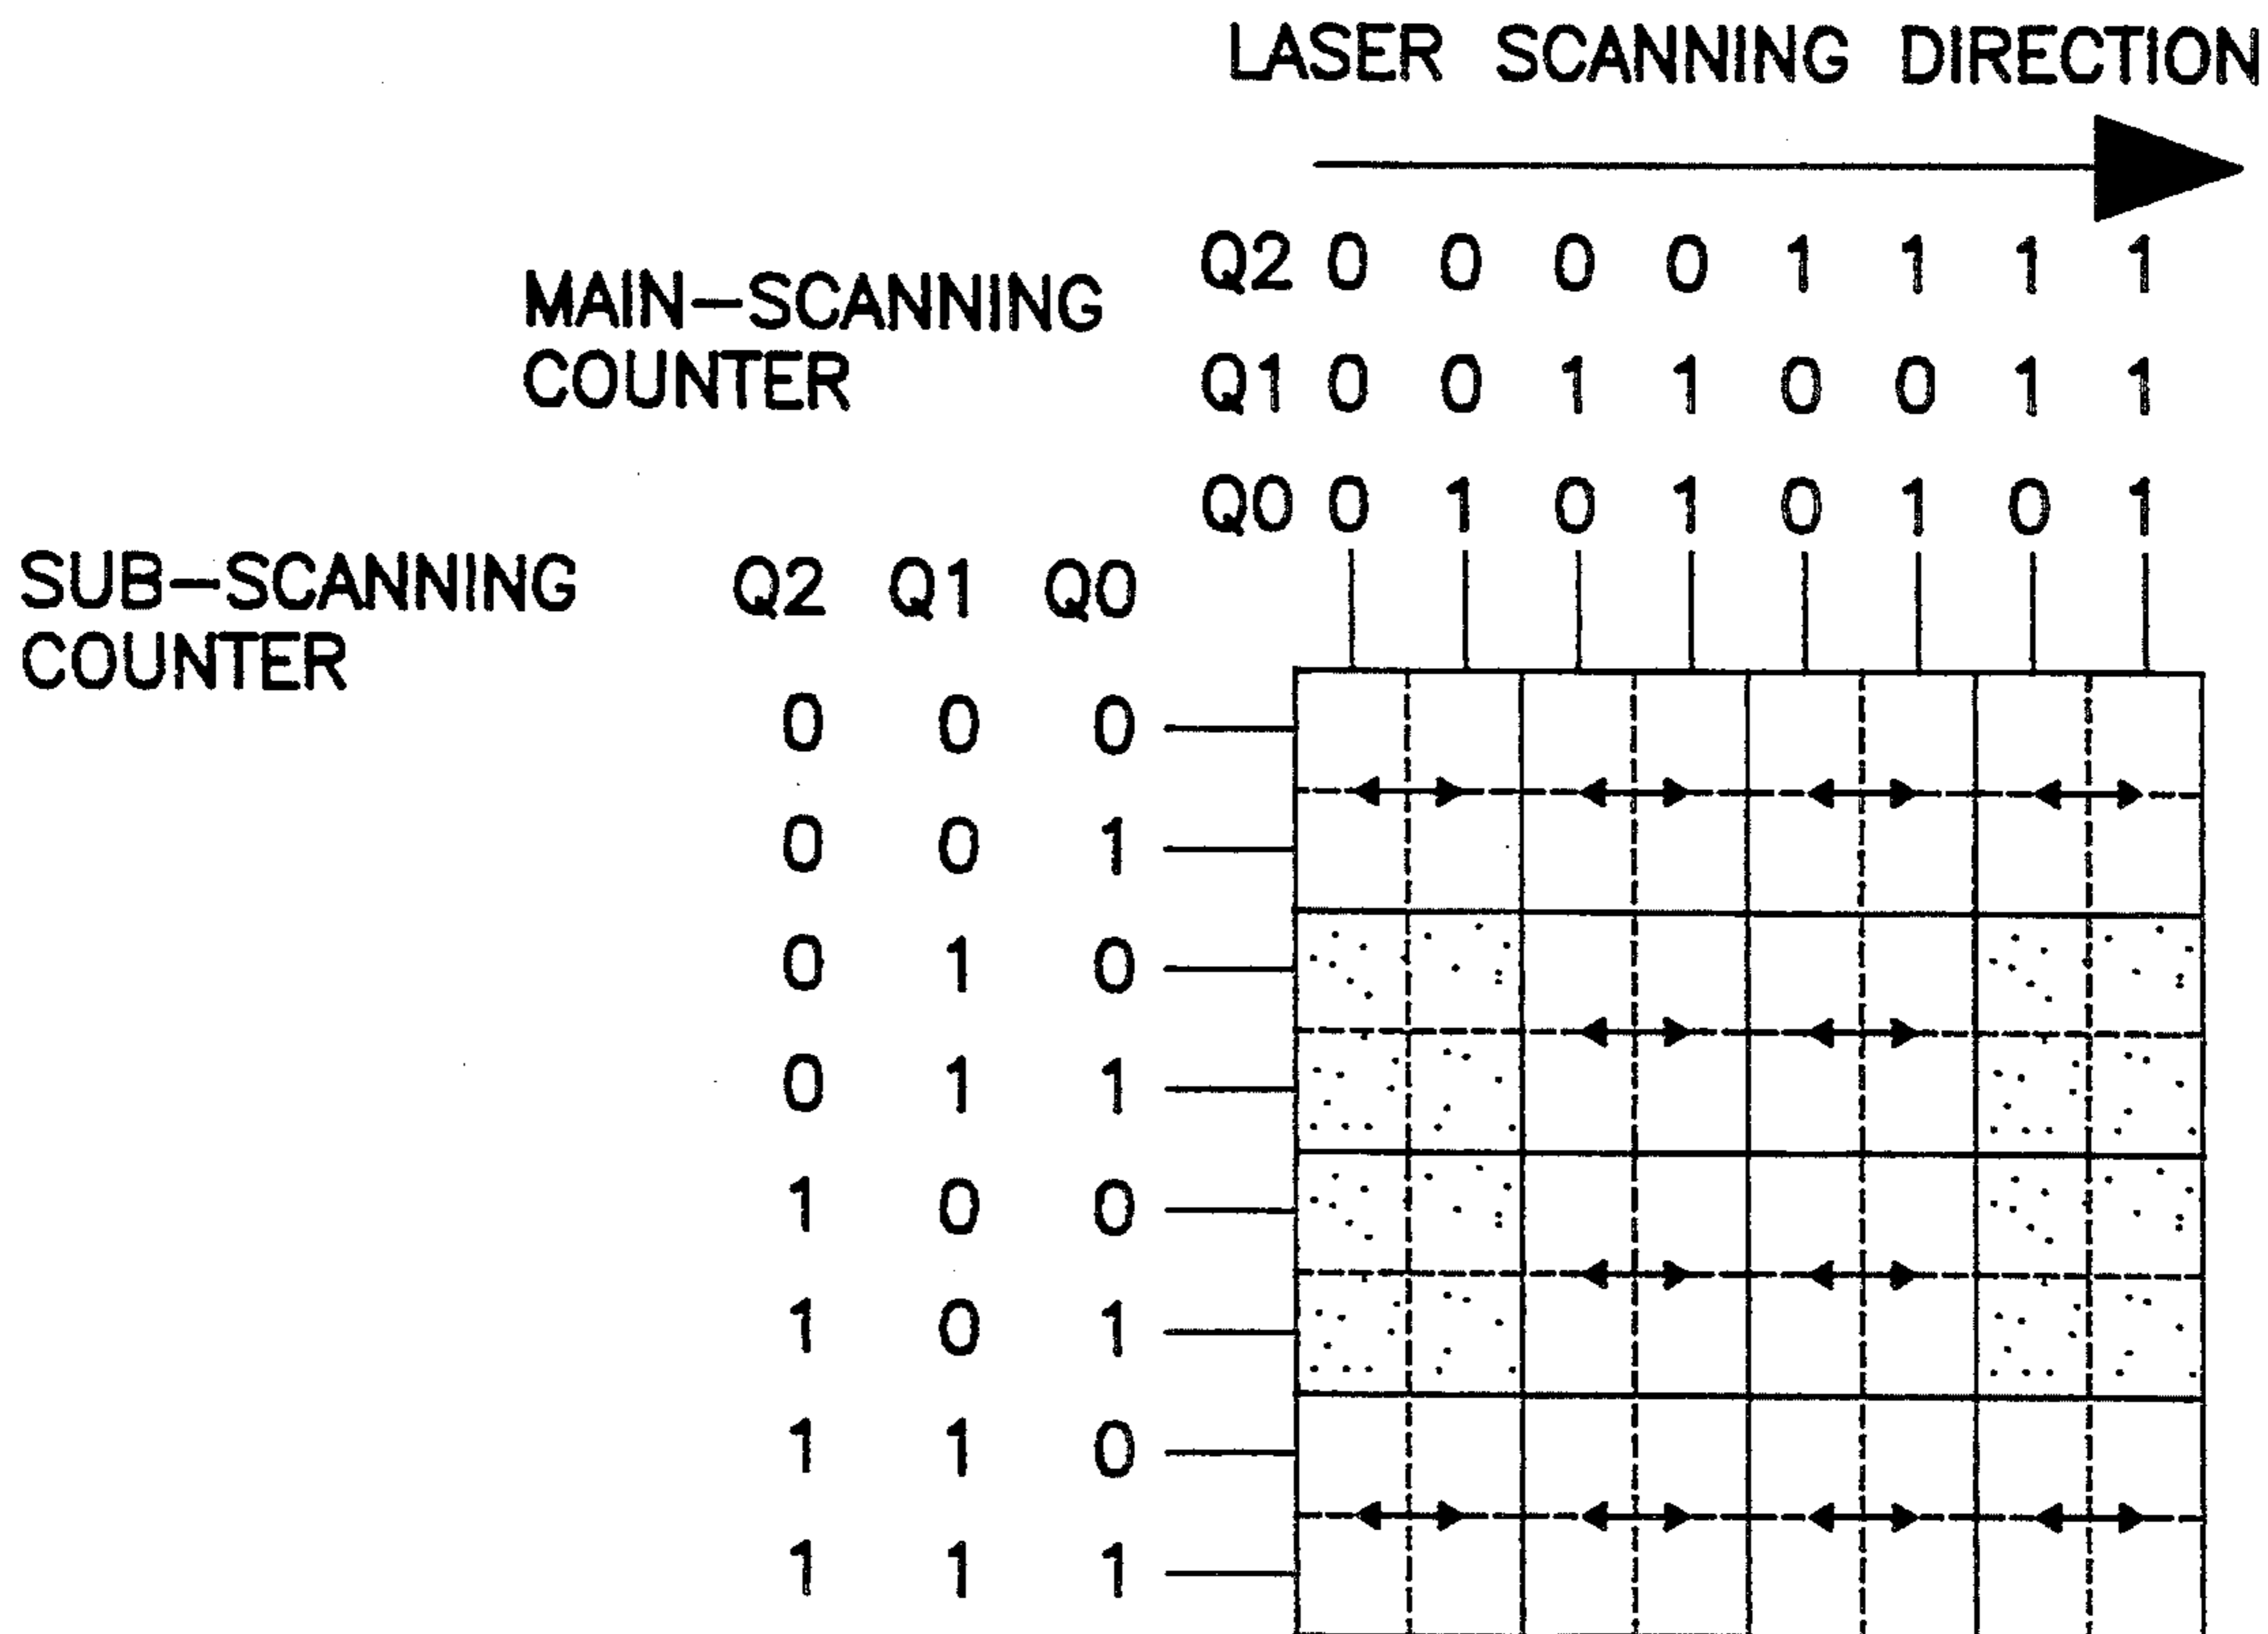 LASER SCANNING DIRECTION
MAIN-SCANNING
COUNTER
Q2 0 0 0 0 1 1 1 1
Q1 0 0 1 1 0 0 1 1
Q0 0 1 0 1 0 1 0 1
SUB-SCANNING
COUNTER
Q2 Q1 Q0
0 0 0
0 0 1
0 1 0
0 1 1
1 0 0
1 0 1
1 1 0
1 1 1